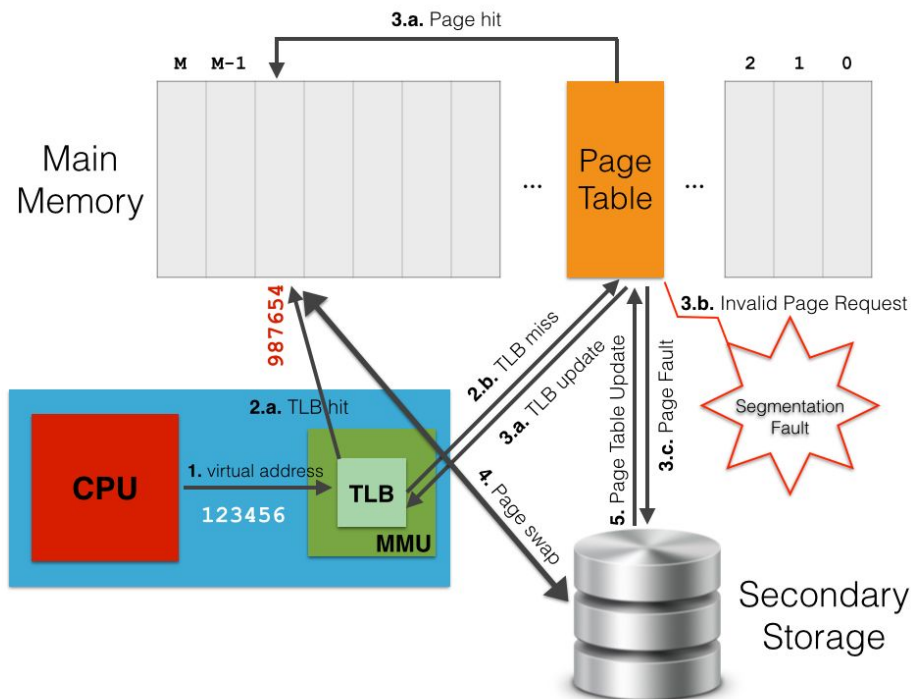 3.a. Page hit
M M-1
2 1 0
Main
Memory
...
Page
Table
...
987654
3.b. Invalid Page Request
Segmentation
Fault
2.a. TLB hit
2.b. TLB miss
3.a. TLB update
5. Page Table Update
3.c. Page Fault
4. Page swap
CPU
1. virtual address
123456
TLB
MMU
Secondary
Storage